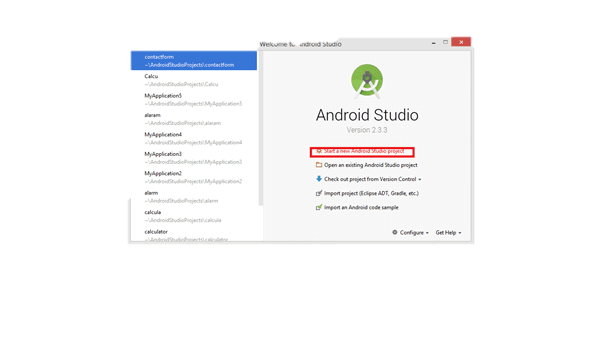 Welcome to Android Studio
contactform
~\AndroidStudioProjects\contactform
Calcu
~\AndroidStudioProjects\Calcu
MyApplication5
~\AndroidStudioProjects\MyApplication5
alaram
~\AndroidStudioProjects\alaram
MyApplication4
~\AndroidStudioProjects\MyApplication4
MyApplication3
~\AndroidStudioProjects\MyApplication3
MyApplication2
~\AndroidStudioProjects\MyApplication2
alarm
~\AndroidStudioProjects\alarm
calcula
~\AndroidStudioProjects\calcula
calculator
~\AndroidStudioProjects\calculator
Android Studio
Version 2.3.3
Start a new Android Studio project
Open an existing Android Studio project
Check out project from Version Control
Import project (Eclipse ADT, Gradle, etc.)
Import an Android code sample
Configure Get Help